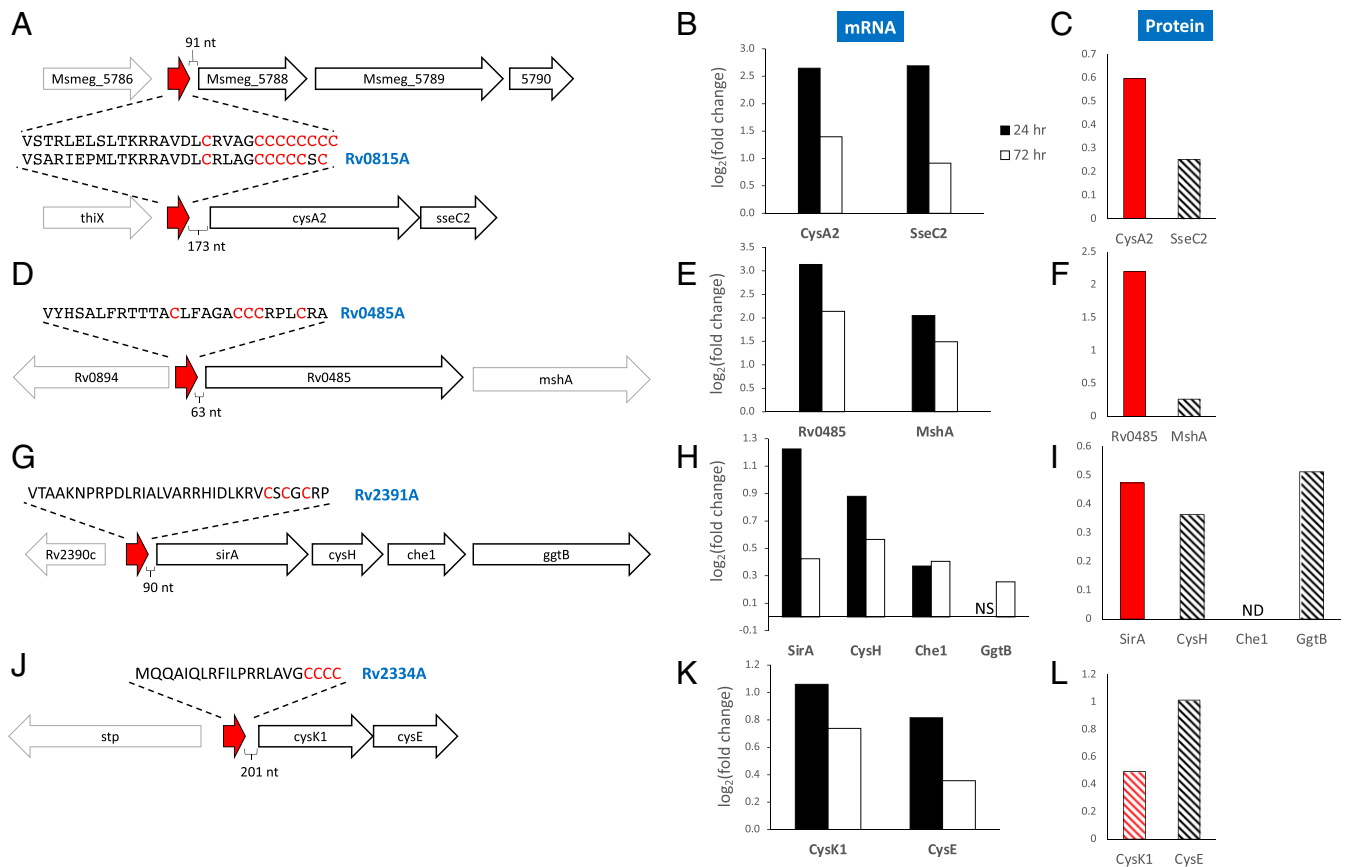 A
91 nt
Msmeg_5786
Msmeg_5788
Msmeg_5789
5790
VSTRLELSLTKRRAVDLCRVAGCCCCCCCC
VSARIEPMLTKRRAVDLCRLAGCCCCCSC
Rv0815A
thiX
cysA2
sseC2
173 nt
B
mRNA
log2(fold change)
3.0
2.5
2.0
1.5
1.0
0.5
0.0
CysA2
SseC2
24 hr
72 hr
C
Protein
0.7
0.6
0.5
0.4
0.3
0.2
0.1
0
CysA2
SseC2
D
VYHSALFRTTTACLFAGACCCRPLCRA
Rv0485A
Rv0894
Rv0485
mshA
63 nt
E
log2(fold change)
3.5
3.0
2.5
2.0
1.5
1.0
0.5
0.0
Rv0485
MshA
F
2.5
2
1.5
1
0.5
0
Rv0485
MshA
G
VTAAKNPRPDLRIALVARRHIDLKRVCSCGCRP
Rv2391A
Rv2390c
sirA
cysH
che1
ggtB
90 nt
H
log2(fold change)
1.3
1.1
0.9
0.7
0.5
0.3
0.1
-0.1
NS
SirA
CysH
Che1
GgtB
I
0.6
0.5
0.4
0.3
0.2
0.1
0
ND
SirA
CysH
Che1
GgtB
J
MQQAIQLRFILPRRLAVGCCCC
Rv2334A
stp
cysK1
cysE
201 nt
K
log2(fold change)
1.2
1.0
0.8
0.6
0.4
0.2
0.0
CysK1
CysE
L
1.2
1
0.8
0.6
0.4
0.2
0
CysK1
CysE